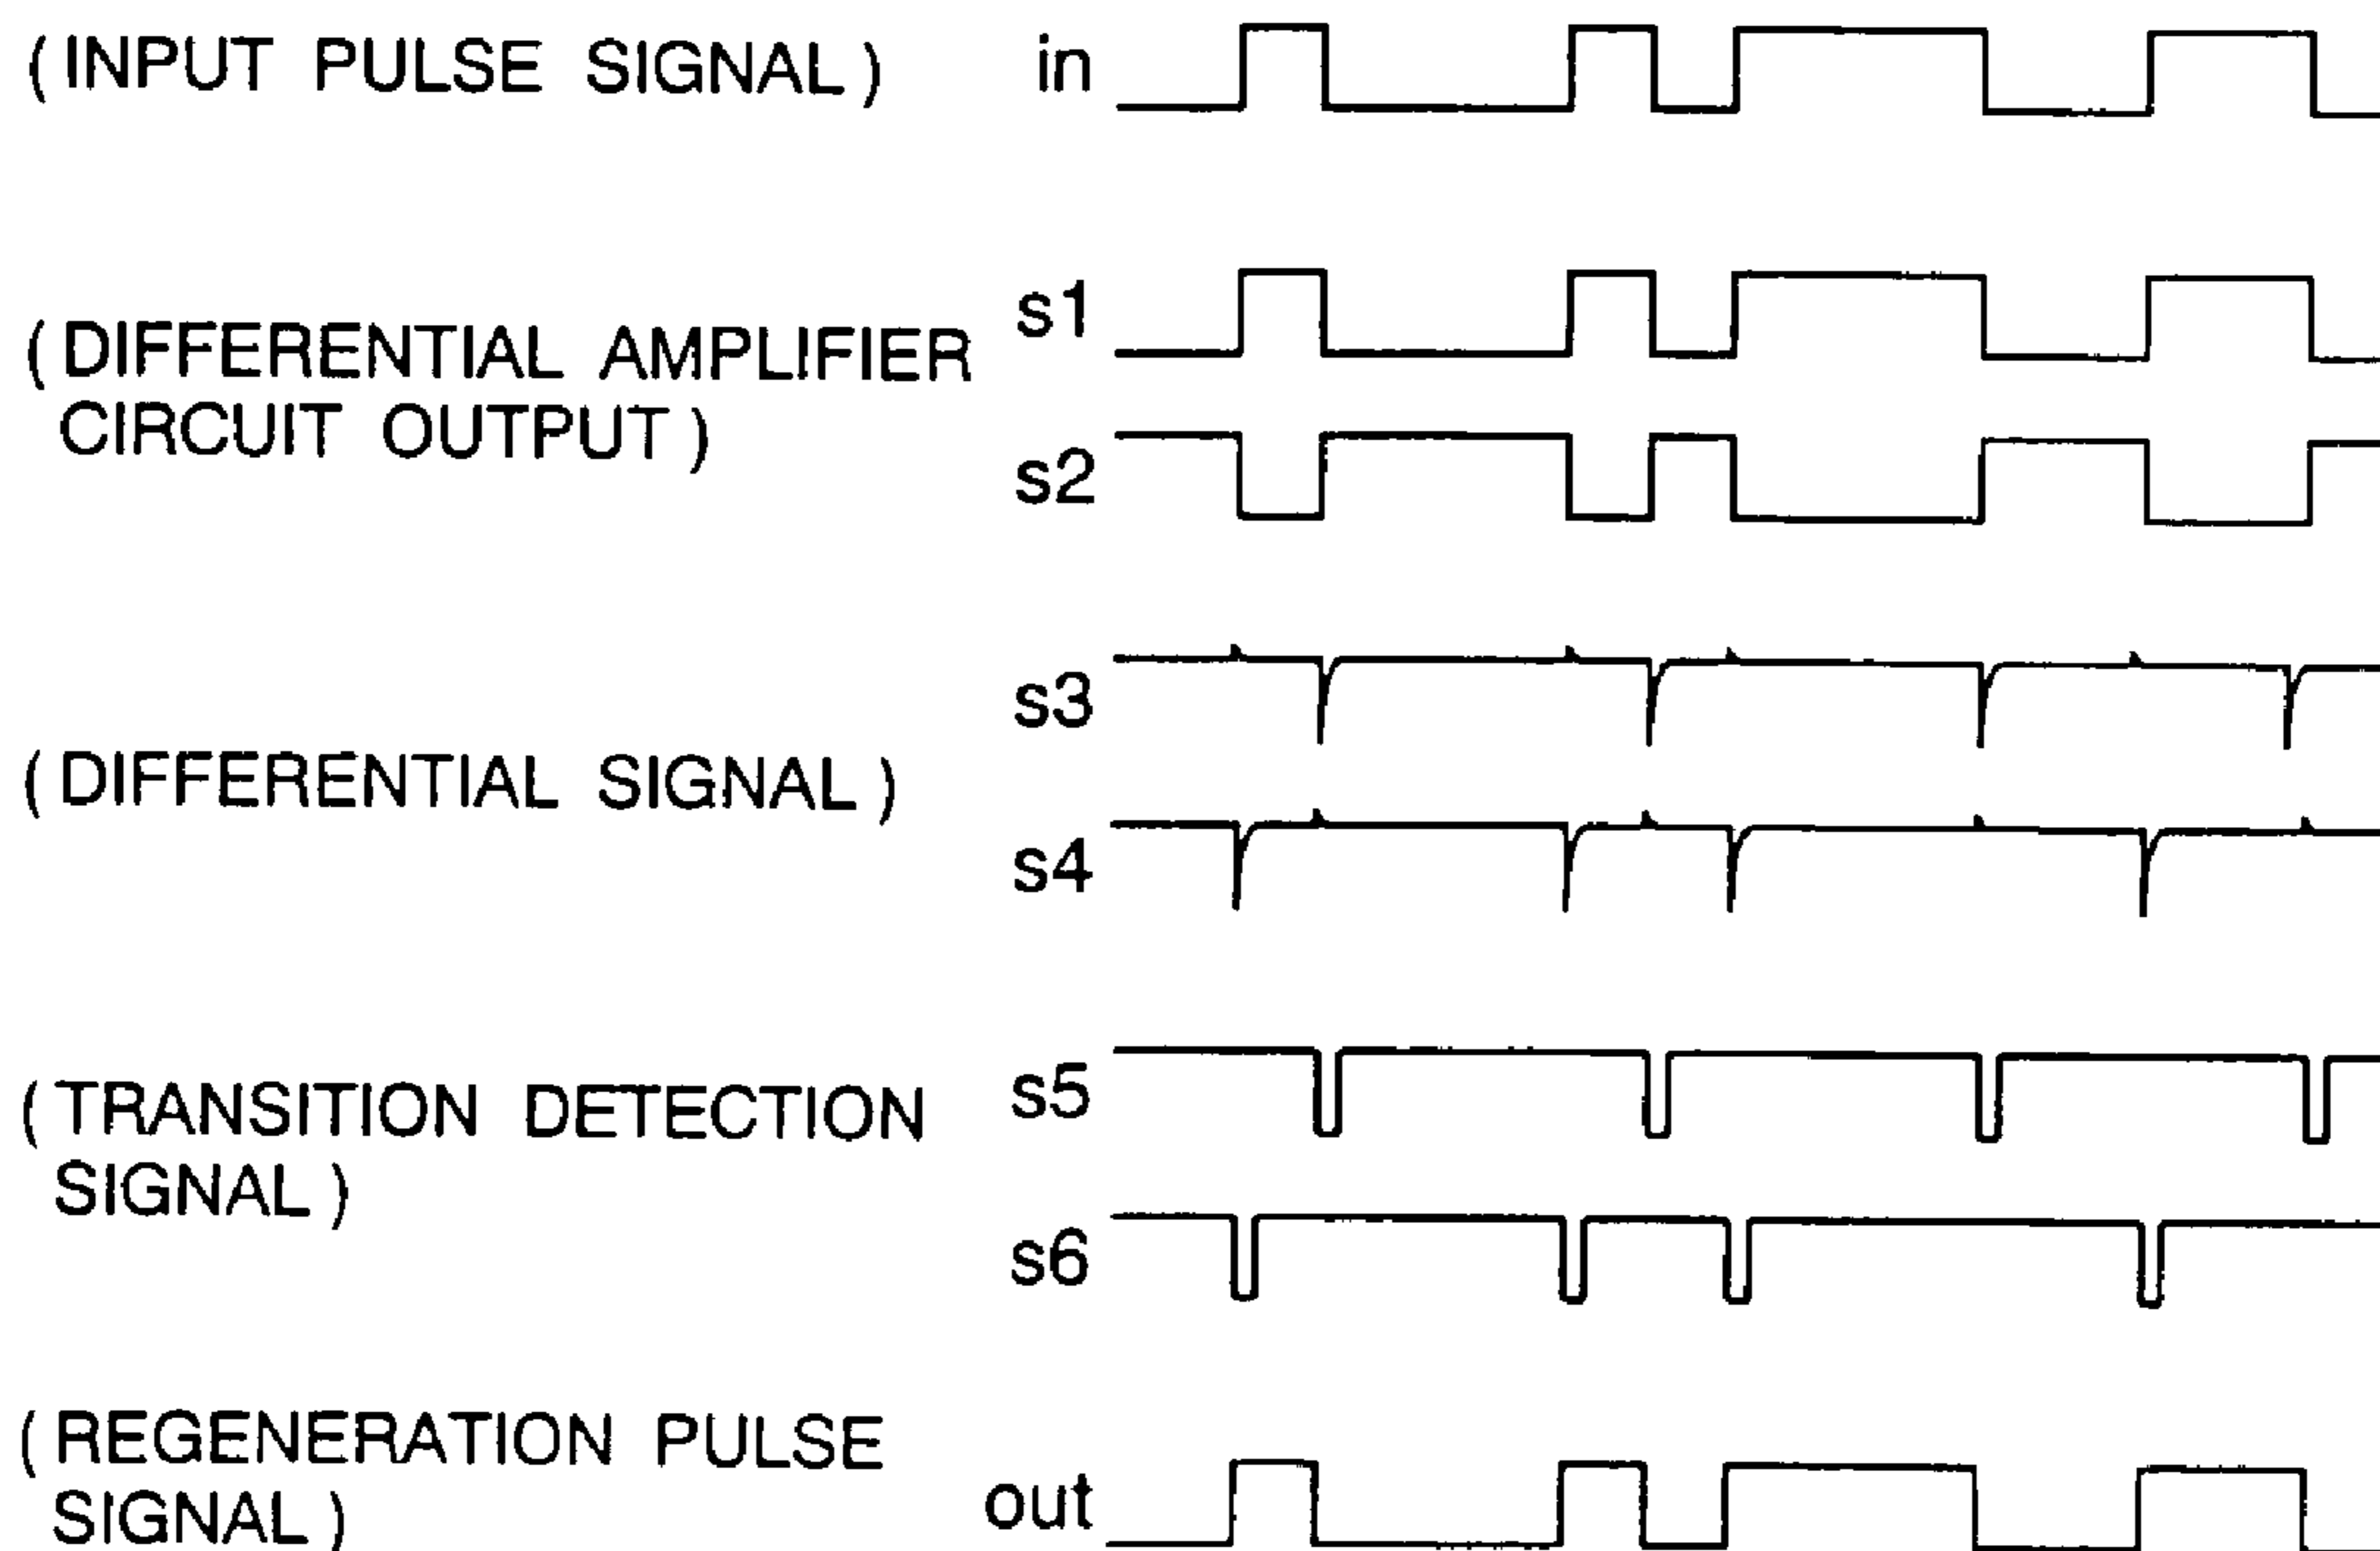 ( INPUT PULSE SIGNAL ) in
s1
( DIFFERENTIAL AMPLIFIER
CIRCUIT OUTPUT )
s2
s3
( DIFFERENTIAL SIGNAL )
s4
s5
( TRANSITION DETECTION
SIGNAL )
s6
( REGENERATION PULSE
SIGNAL ) out